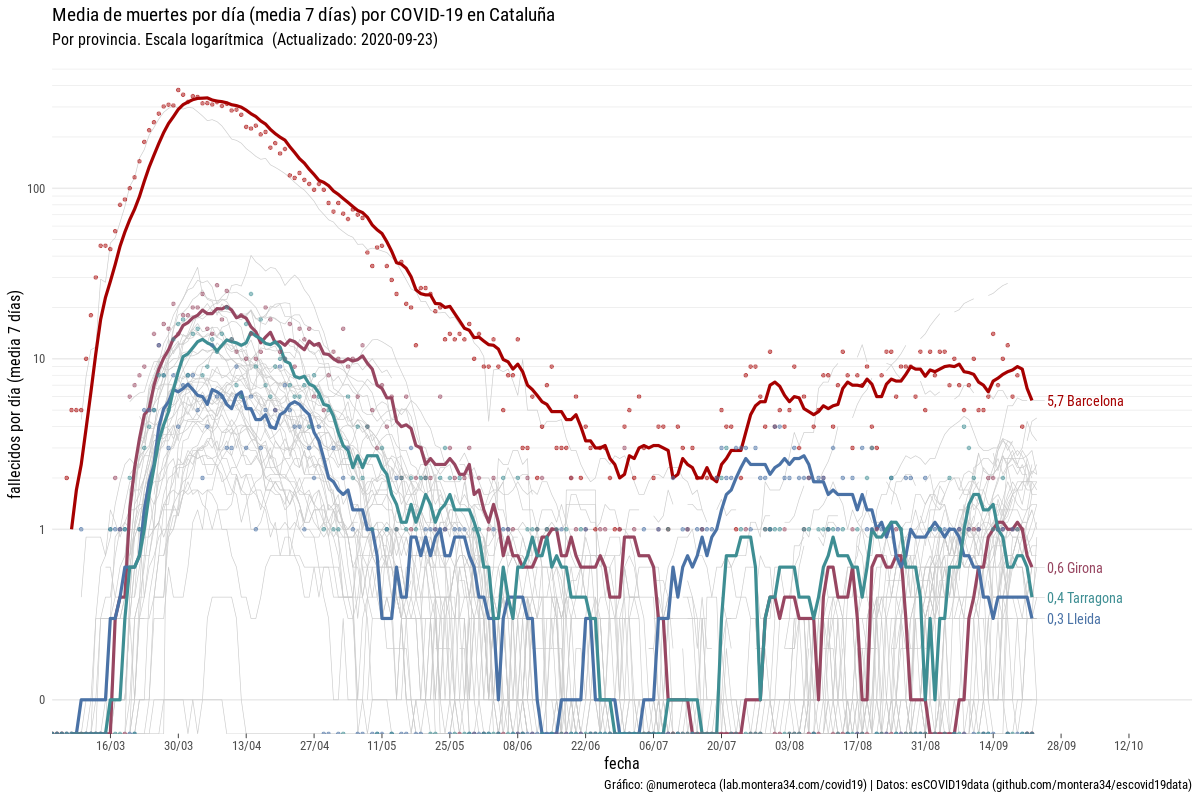 Media de muertes por día (media 7 días) por COVID-19 en Cataluña
Por provincia. Escala logarítmica  (Actualizado: 2020-09-23)
fallecidos por día (media  7 días)
100
10
1
0
5,7 Barcelona
0,6 Girona
0,4 Tarragona
0,3 Lleida
16/03 30/03 13/04 27/04 11/05 25/05 08/06 22/06 06/07 20/07 03/08 17/08 31/08 14/09 28/09 12/10
fecha
Gráfico: @numeroteca (lab.montera34.com/covid19) | Datos: esCOVID19data (github.com/montera34/escovid19data)